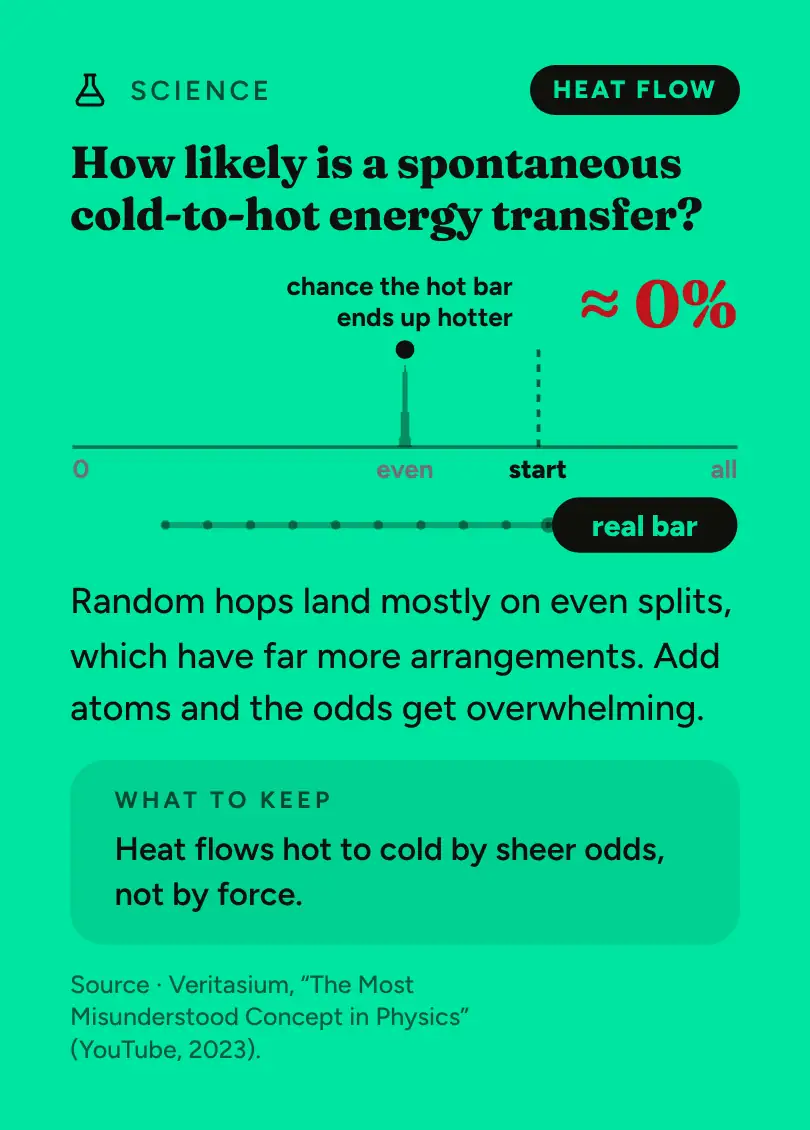 SCIENCE
HEAT FLOW
How likely is a spontaneous
cold-to-hot energy transfer?
chance the hot bar
ends up hotter
≈ 0%
0
even
start
all
real bar
Random hops land mostly on even splits,
which have far more arrangements. Add
atoms and the odds get overwhelming.
WHAT TO KEEP
Heat flows hot to cold by sheer odds,
not by force.
Source · Veritasium, “The Most
Misunderstood Concept in Physics”
(YouTube, 2023).